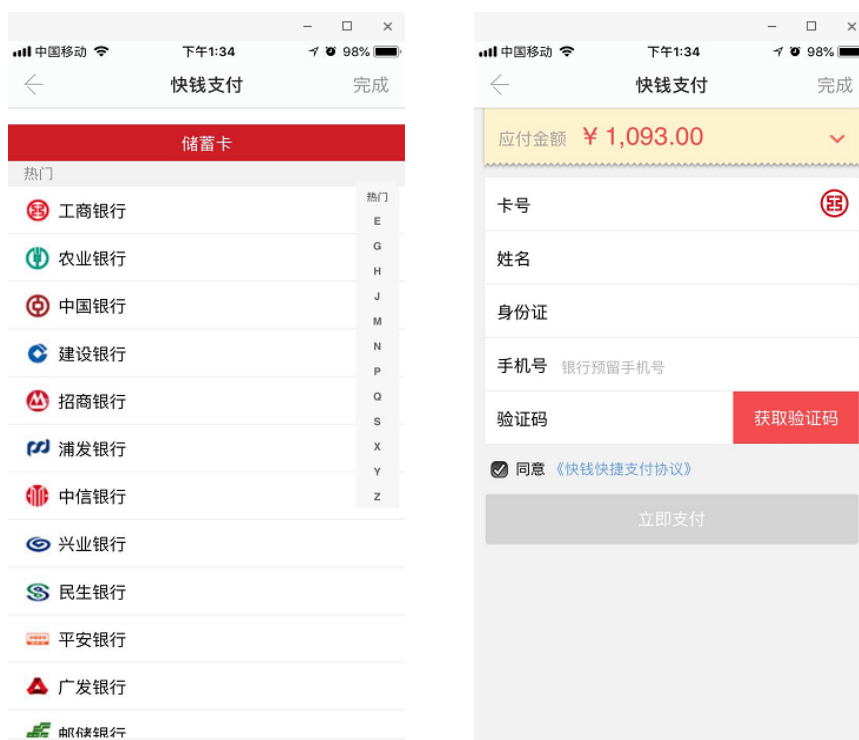 中国移动 下午1:34 98%
快钱支付 完成
储蓄卡
热门
工商银行
农业银行
中国银行
建设银行
招商银行
浦发银行
中信银行
兴业银行
民生银行
平安银行
广发银行
邮储银行
热门
E
G
H
J
M
N
P
Q
S
X
Y
Z
中国移动 下午1:34 98%
快钱支付 完成
应付金额 ¥ 1,093.00
卡号
姓名
身份证
手机号 银行预留手机号
验证码 获取验证码
同意 《快钱快捷支付协议》
立即支付